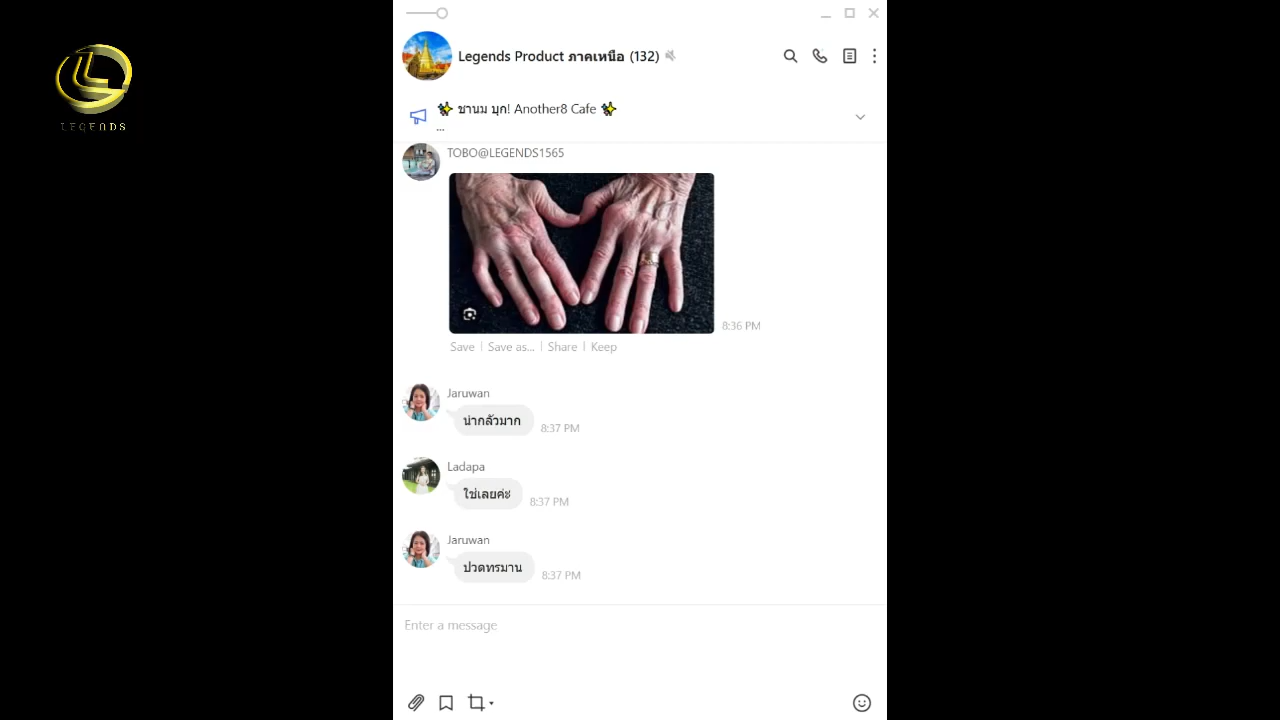 LEGENDS
Legends Product ภาคเหนือ (132)
✨ ชานม บุก! Another8 Cafe ✨
...
TOBO@LEGENDS1565
8:36 PM
Save | Save as... | Share | Keep
Jaruwan
น่ากลัวมาก
8:37 PM
Ladapa
ใช่เลยค่ะ
8:37 PM
Jaruwan
ปวดทรมาน
8:37 PM
Enter a message